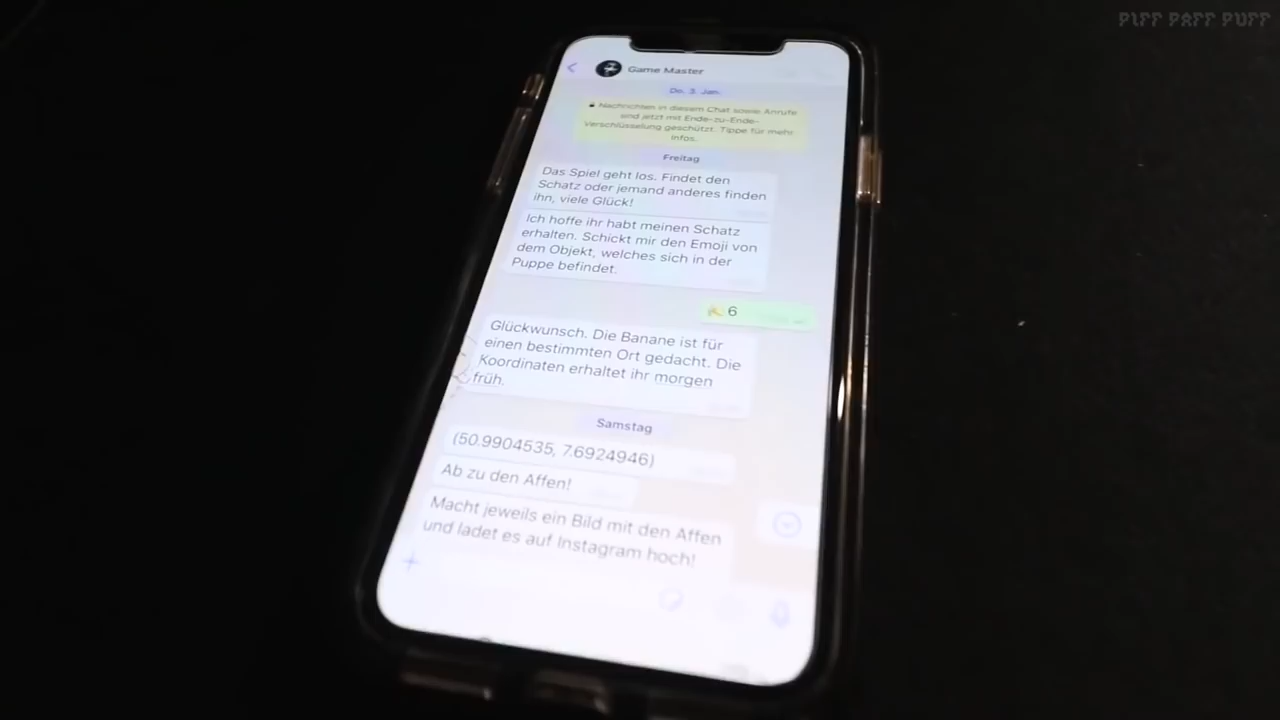 PIFF PAFF PUFF
Game Master
Do. 3. Jan.
Nachrichten in diesem Chat sowie Anrufe
sind jetzt mit Ende-zu-Ende-
Verschlüsselung geschützt. Tippe für mehr
Infos.
Freitag
Das Spiel geht los. Findet den
Schatz oder jemand anderes finden
ihn, viele Glück!
Ich hoffe ihr habt meinen Schatz
erhalten. Schickt mir den Emoji von
dem Objekt, welches sich in der
Puppe befindet.
🍌 6
Glückwunsch. Die Banane ist für
einen bestimmten Ort gedacht. Die
Koordinaten erhaltet ihr morgen
früh.
Samstag
(50.9904535, 7.6924946)
Ab zu den Affen!
Macht jeweils ein Bild mit den Affen
und ladet es auf Instagram hoch!